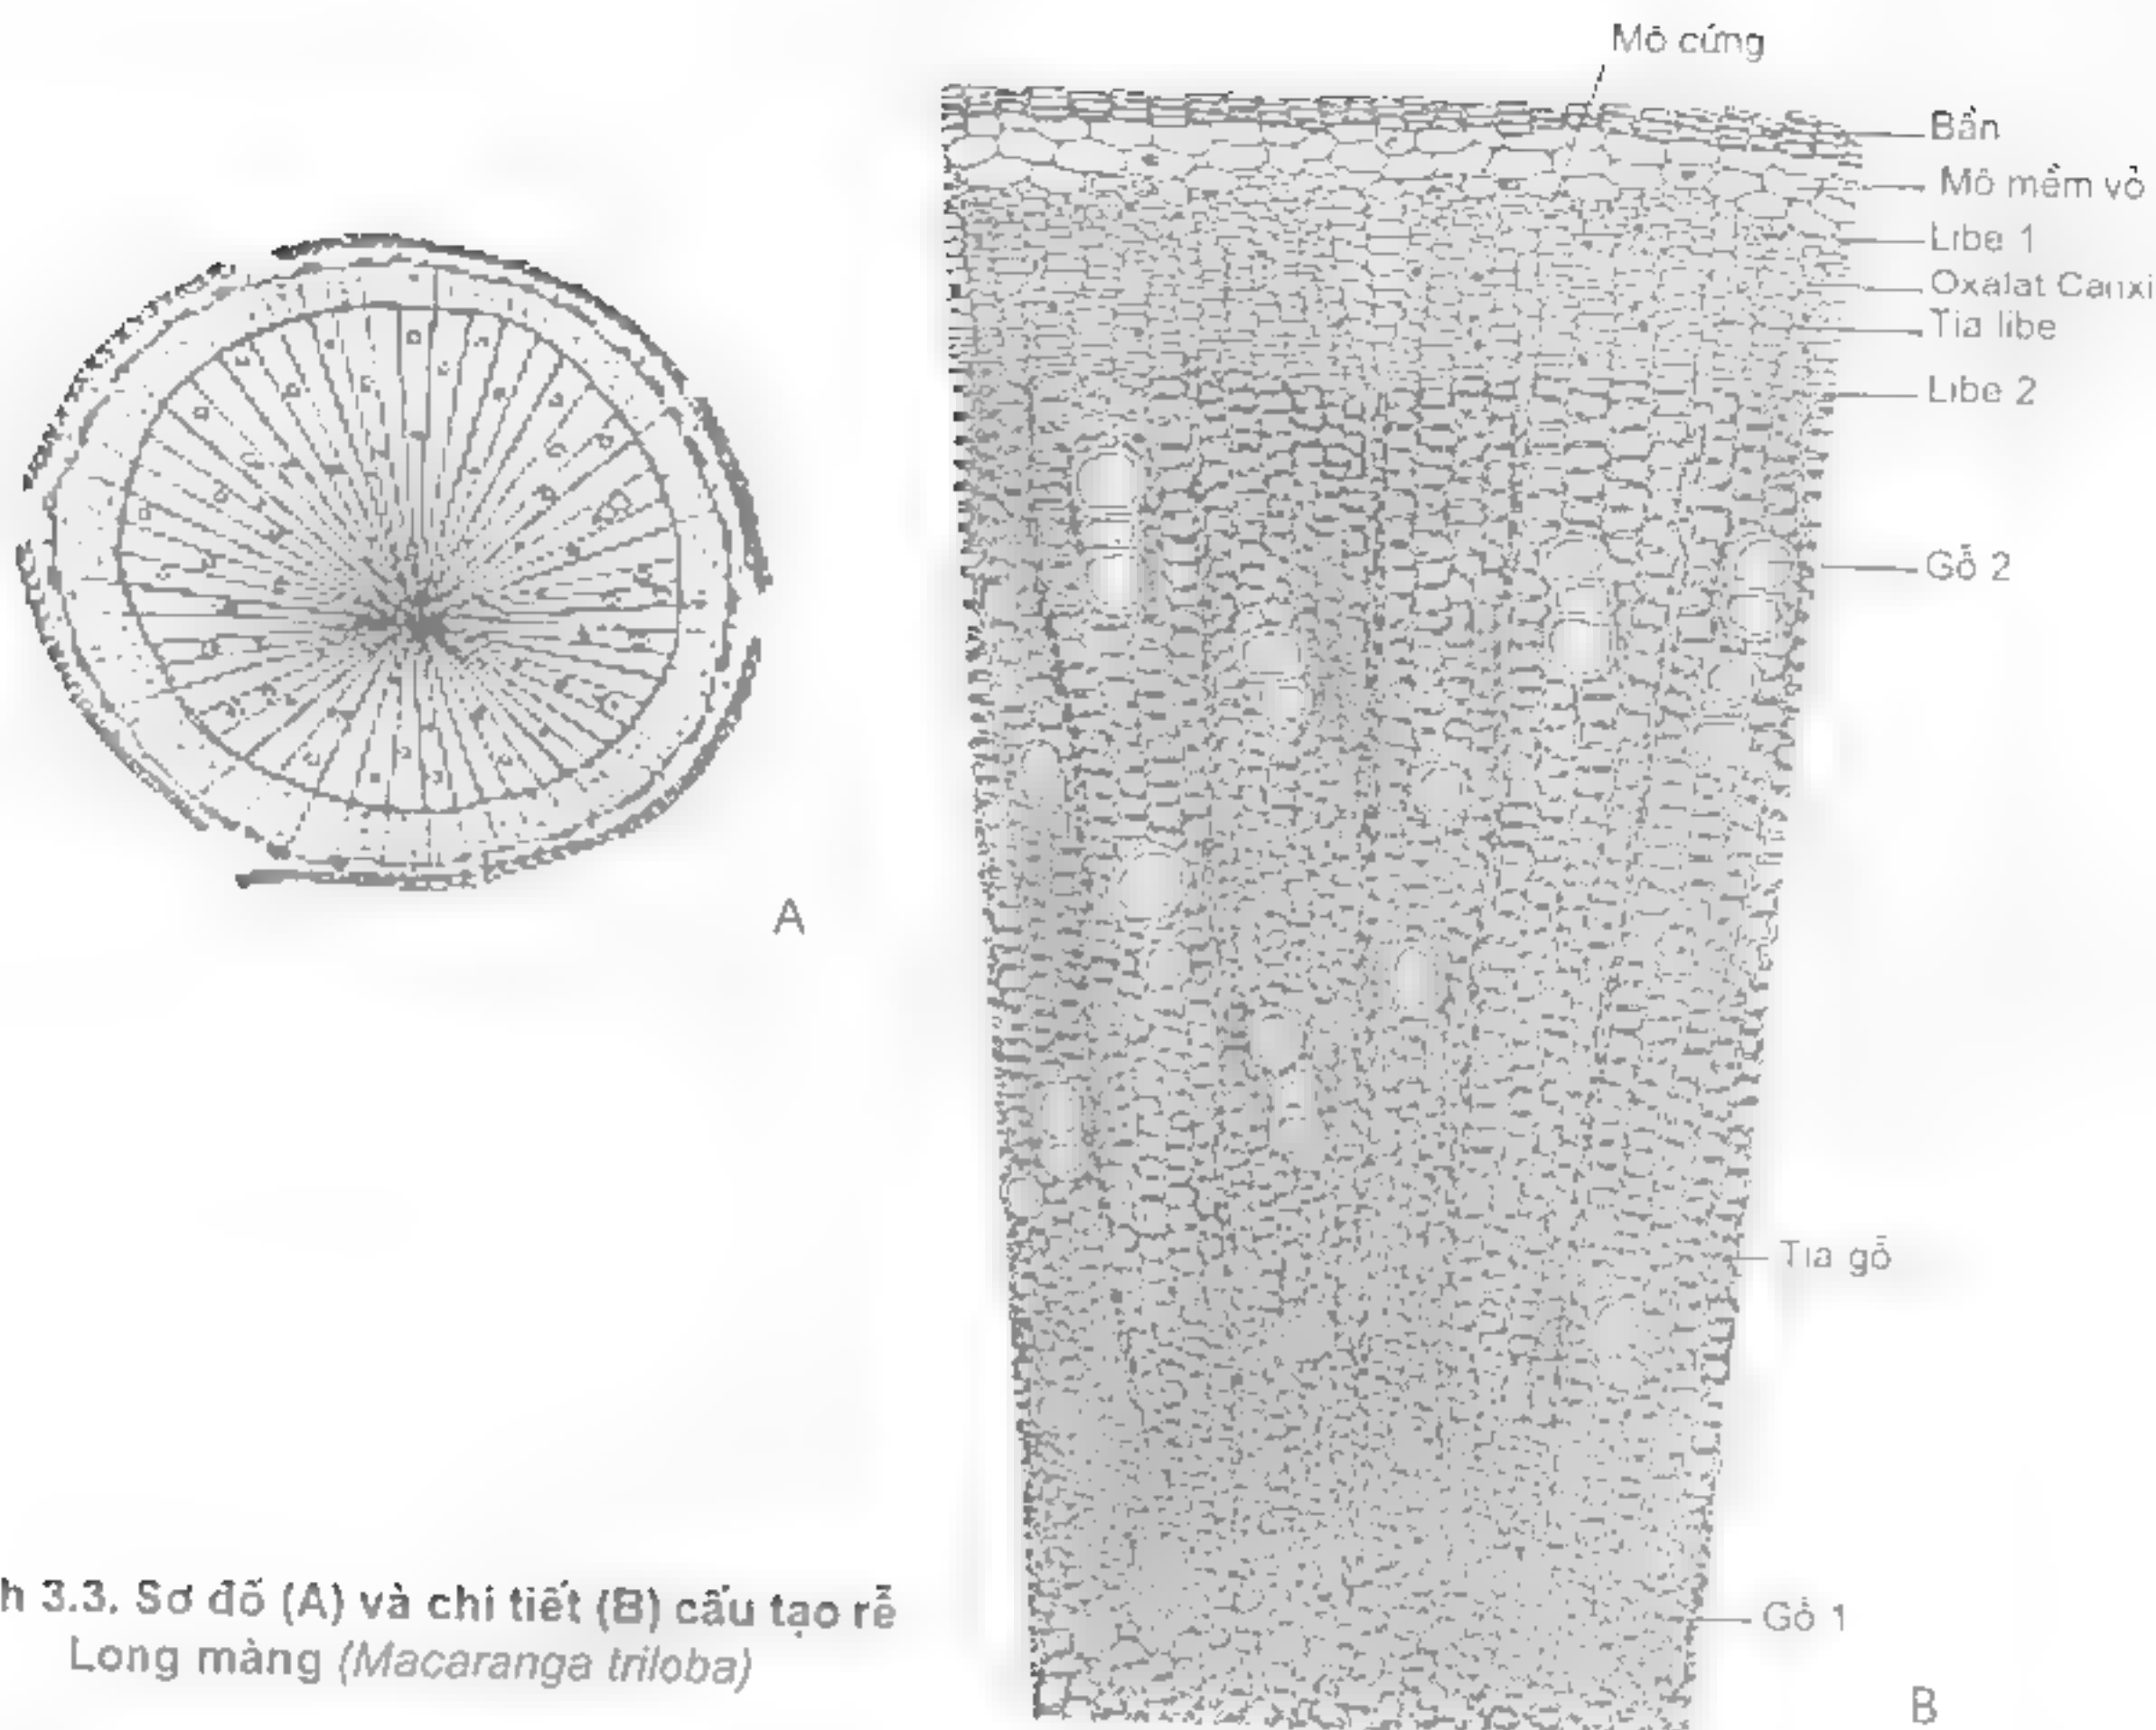 Mô cứng
Bần
Mô mềm vỏ
Libe 1
Oxalat Canxi
Tia libe
Libe 2
Gỗ 2
A
Tia gỗ
h 3.3. Sơ đồ (A) và chi tiết (B) cấu tạo rễ
Long màng (Macaranga triloba)
Gỗ 1
B